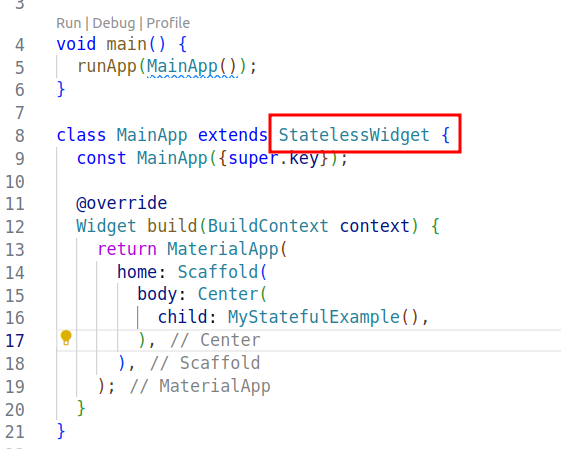 3
Run | Debug | Profile
4 void main() {
5   runApp(MainApp());
6 }
7
8 class MainApp extends StatelessWidget {
9   const MainApp({super.key});
10
11   @override
12   Widget build(BuildContext context) {
13     return MaterialApp(
14       home: Scaffold(
15         body: Center(
16           child: MyStatefulExample(),
17         ), // Center
18       ), // Scaffold
19     ); // MaterialApp
20   }
21 }